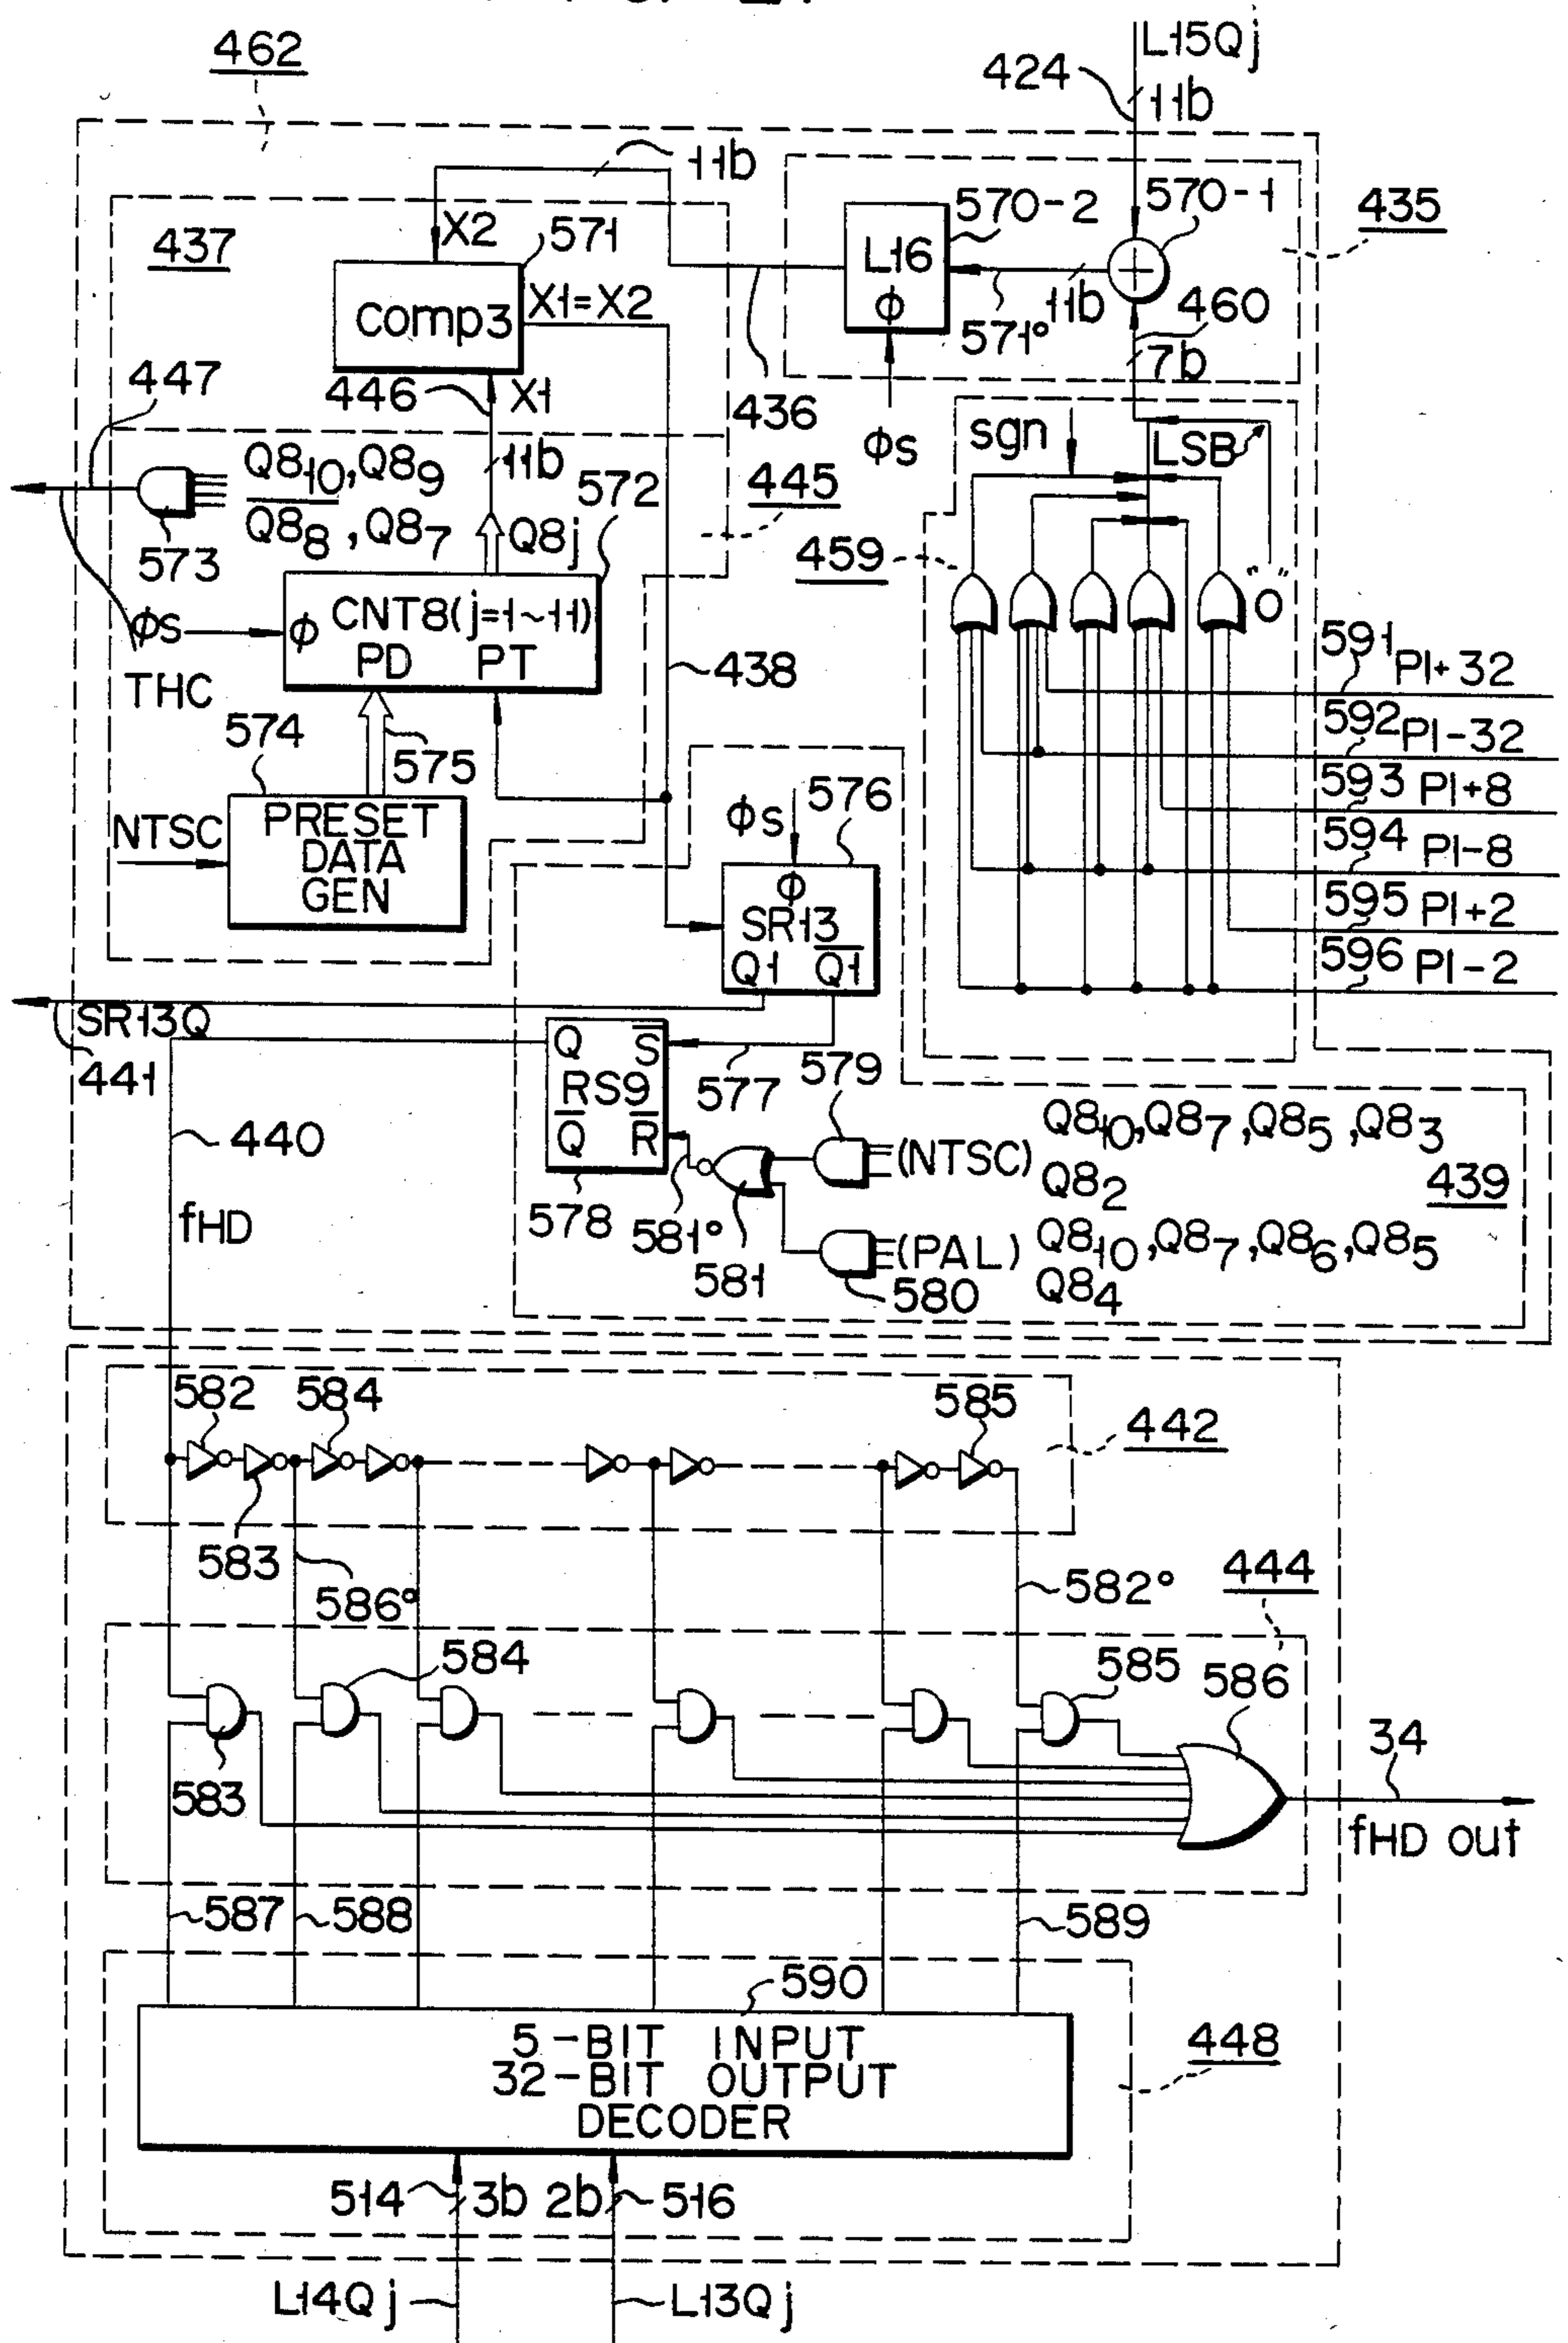 462
L15Qj
424
11b
11b
570-2
570-1
435
437
X2
571
L16
ϕ
11b
571°
460
comp3
X1=X2
7b
447
446
X1
436
ϕs
sgn
LSB
Q8₁₀, Q8₉
11b
572
445
Q̅8̅₈, Q8₇
Q8j
573
459
"0"
ϕs
ϕ CNT8(j=1~11)
PD PT
438
591 PI+32
THC
592 PI-32
574
575
593 PI+8
NTSC
PRESET
DATA
GEN
ϕs
576
594 PI-8
ϕ
SR13
Q1 Q̅1̅
595 PI+2
596 PI-2
SR13Q
441
Q S̅
RS9
Q̅ R̅
577
579
440
(NTSC)
Q8₁₀, Q8₇, Q8₅, Q8₃
Q8₂
439
fHD
578
581°
581
(PAL)
580
Q8₁₀, Q8₇, Q8₆, Q8₅
Q8₄
582
584
585
442
583
586°
582°
444
584
585
586
583
34
fHD out
587
588
589
590
5-BIT INPUT
32-BIT OUTPUT
DECODER
448
514
3b
2b
516
L14Qj
L13Qj